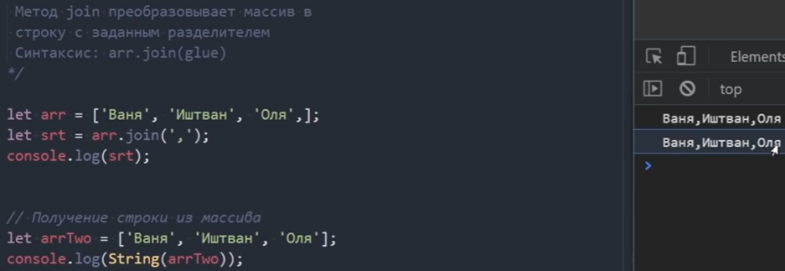 Метод join преобразовывает массив в
строку с заданным разделителем
Синтаксис: arr.join(glue)
*/
let arr = ['Ваня', 'Иштван', 'Оля',];
let srt = arr.join(',');
console.log(srt);
// Получение строки из массива
let arrTwo = ['Ваня', 'Иштван', 'Оля'];
console.log(String(arrTwo));
Elements
top
Ваня,Иштван,Оля
Ваня,Иштван,Оля
>